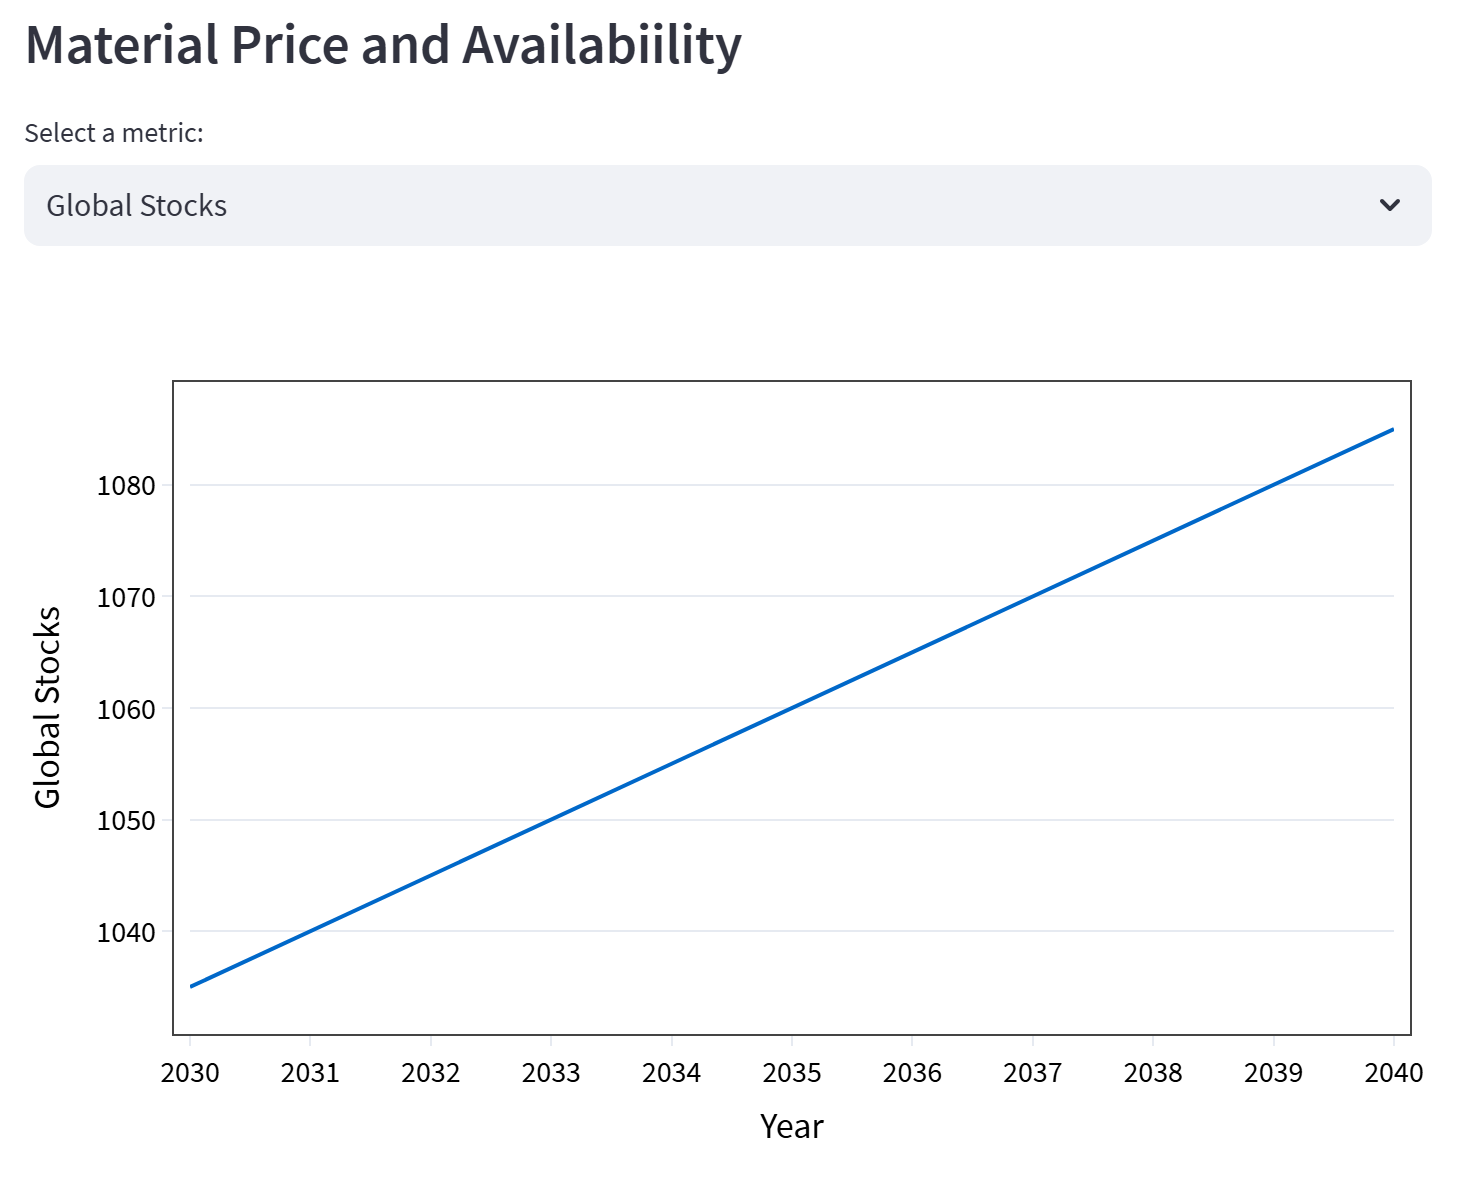 Material Price and Availabiility
Select a metric:
Global Stocks
1080
1070
1060
1050
1040
Global Stocks
2030 2031 2032 2033 2034 2035 2036 2037 2038 2039 2040
Year